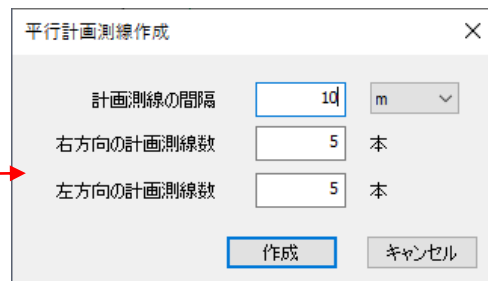 平行計画測線作成
計画測線の間隔 10 m
右方向の計画測線数 5 本
左方向の計画測線数 5 本
作成 キャンセル